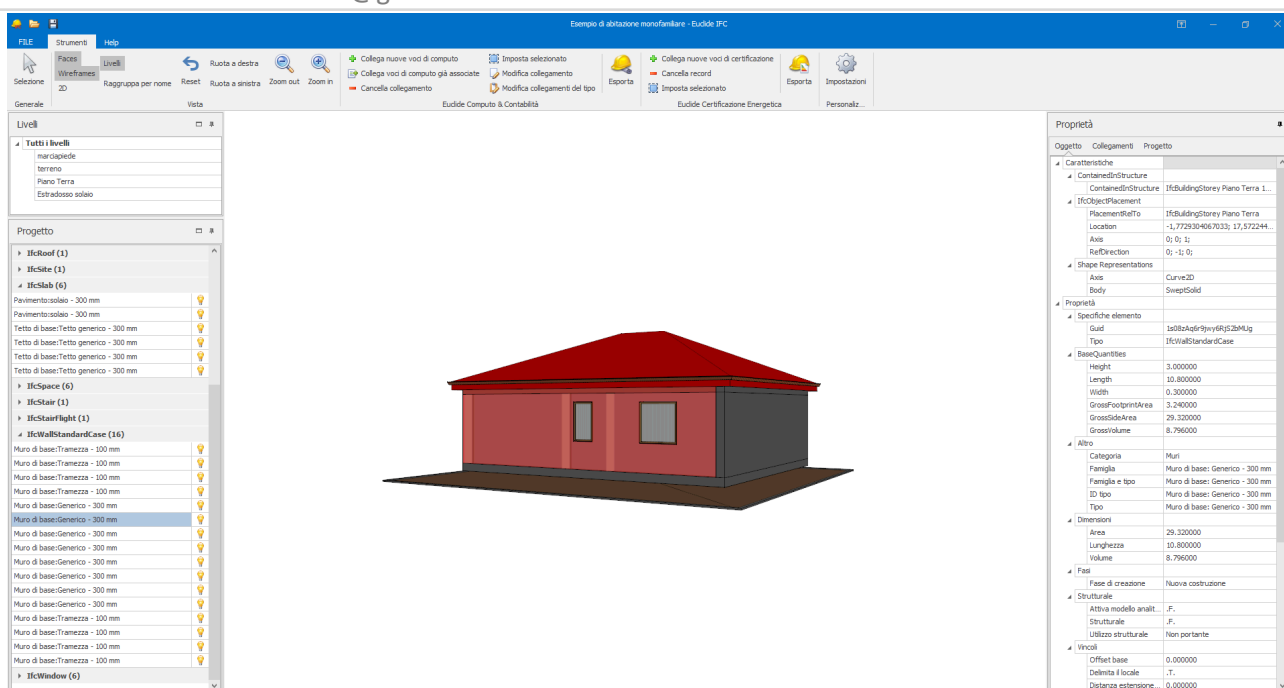 Esempio di abitazione monofamiliare - Euclide IFC
FILE Strumenti Help
Selezione
Faces
Wireframes
2D
Livelli
Raggruppa per nome
Reset
Ruota a destra
Ruota a sinistra
Zoom out
Zoom in
Collega nuove voci di computo
Collega voci di computo già associate
Cancella collegamento
Imposta selezionato
Modifica collegamento
Modifica collegamenti del tipo
Esporta
Collega nuove voci di certificazione
Cancella record
Imposta selezionato
Esporta
Impostazioni
Generale Vista Euclide Computo & Contabilità Euclide Certificazione Energetica Personaliz...
Livelli
Tutti i livelli
marciapiede
terreno
Piano Terra
Estradosso solaio
Progetto
IfcRoof (1)
IfcSite (1)
IfcSlab (6)
Pavimento:solaio - 300 mm
Pavimento:solaio - 300 mm
Tetto di base:Tetto generico - 300 mm
Tetto di base:Tetto generico - 300 mm
Tetto di base:Tetto generico - 300 mm
Tetto di base:Tetto generico - 300 mm
IfcSpace (6)
IfcStair (1)
IfcStairFlight (1)
IfcWallStandardCase (16)
Muro di base:Tramezza - 100 mm
Muro di base:Tramezza - 100 mm
Muro di base:Tramezza - 100 mm
Muro di base:Tramezza - 100 mm
Muro di base:Generico - 300 mm
Muro di base:Generico - 300 mm
Muro di base:Generico - 300 mm
Muro di base:Generico - 300 mm
Muro di base:Generico - 300 mm
Muro di base:Generico - 300 mm
Muro di base:Generico - 300 mm
Muro di base:Generico - 300 mm
Muro di base:Tramezza - 100 mm
Muro di base:Tramezza - 100 mm
Muro di base:Tramezza - 100 mm
Muro di base:Tramezza - 100 mm
IfcWindow (6)
Proprietà
Oggetto Collegamenti Progetto
Caratteristiche
ContainedInStructure
ContainedInStructure IfcBuildingStorey Piano Terra 1...
IfcObjectPlacement
PlacementRelTo IfcBuildingStorey Piano Terra
Location -1,7729304067033; 17,572244...
Axis 0; 0; 1;
RefDirection 0; -1; 0;
Shape Representations
Axis Curve2D
Body SweptSolid
Proprietà
Specifiche elemento
Guid 1s08zAq6r9jwy6RjS2bMUg
Tipo IfcWallStandardCase
BaseQuantities
Height 3.000000
Length 10.800000
Width 0.300000
GrossFootprintArea 3.240000
GrossSideArea 29.320000
GrossVolume 8.796000
Altro
Categoria Muri
Famiglia Muro di base: Generico - 300 mm
Famiglia e tipo Muro di base: Generico - 300 mm
ID tipo Muro di base: Generico - 300 mm
Tipo Muro di base: Generico - 300 mm
Dimensioni
Area 29.320000
Lunghezza 10.800000
Volume 8.796000
Fasi
Fase di creazione Nuova costruzione
Strutturale
Attiva modello analit... .F.
Strutturale .F.
Utilizzo strutturale Non portante
Vincoli
Offset base 0.000000
Delimita il locale .T.
Distanza estensione... 0.000000